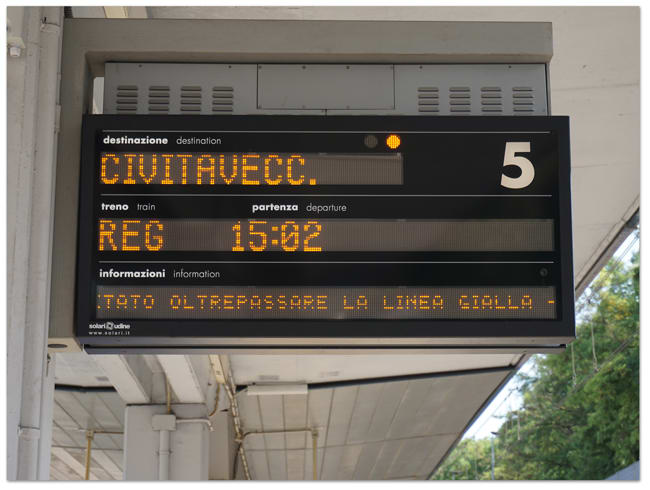 destinazione destination
CIVITAVECC.
5
treno train partenza departure
REG 15:02
informazioni information
TATO OLTREPASSARE LA LINEA GIALLA -
solari udine
www.solari.it